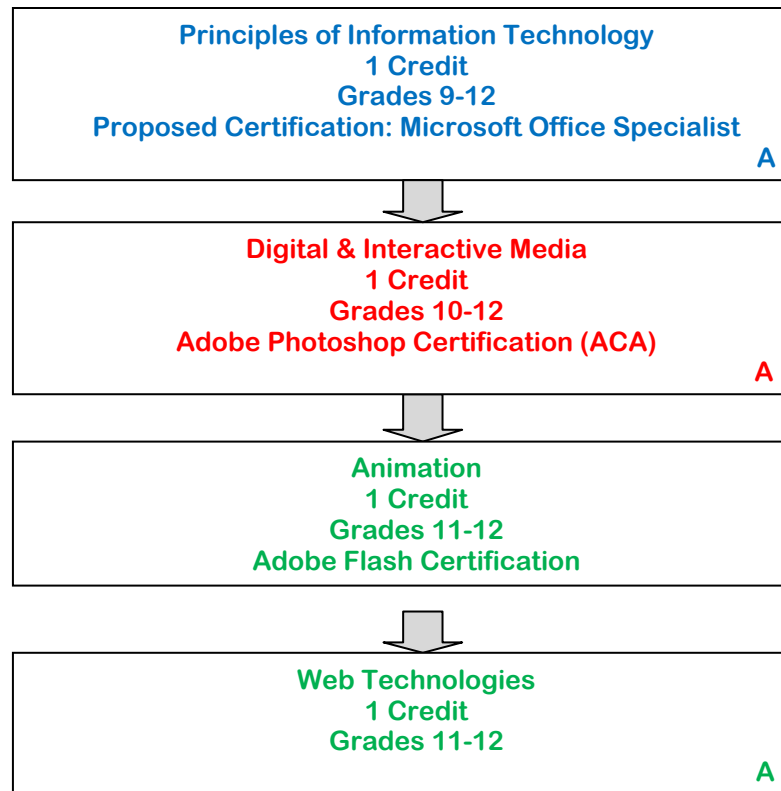 Principles of Information Technology
1 Credit
Grades 9-12
Proposed Certification: Microsoft Office Specialist
A
Digital & Interactive Media
1 Credit
Grades 10-12
Adobe Photoshop Certification (ACA)
A
Animation
1 Credit
Grades 11-12
Adobe Flash Certification
Web Technologies
1 Credit
Grades 11-12
A